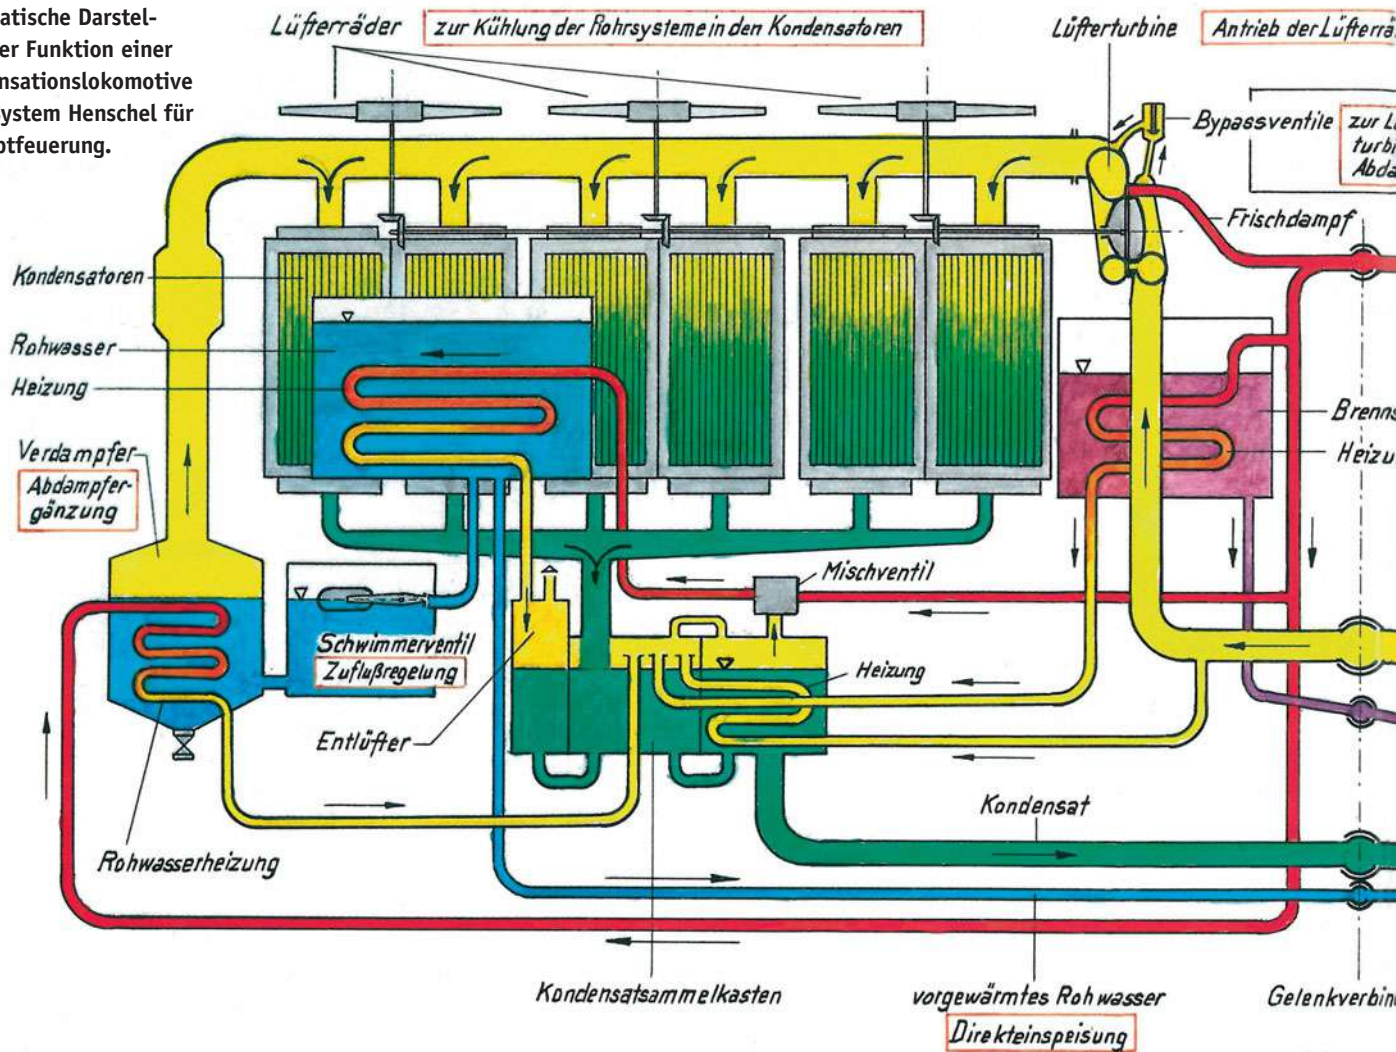 atische Darstel-
er Funktion einer
ensationslokomotive
ystem Henschel für
otfeuerung.
Lüfterräder
zur Kühlung der Rohrsysteme in den Kondensatoren
Lüfterturbine
Antrieb der Lüfterrä
Bypassventile
zur L
turbi
Abda
Frischdampf
Kondensatoren
Rohwasser
Heizung
Brenns
Heizu
Verdampfer
Abdampfer-
gänzung
Mischventil
Schwimmerventil
Zuflußregelung
Heizung
Entlüfter
Kondensat
Rohwasserheizung
Kondensatsammelkasten
vorgewärmtes Rohwasser
Direkteinspeisung
Gelenkverbind